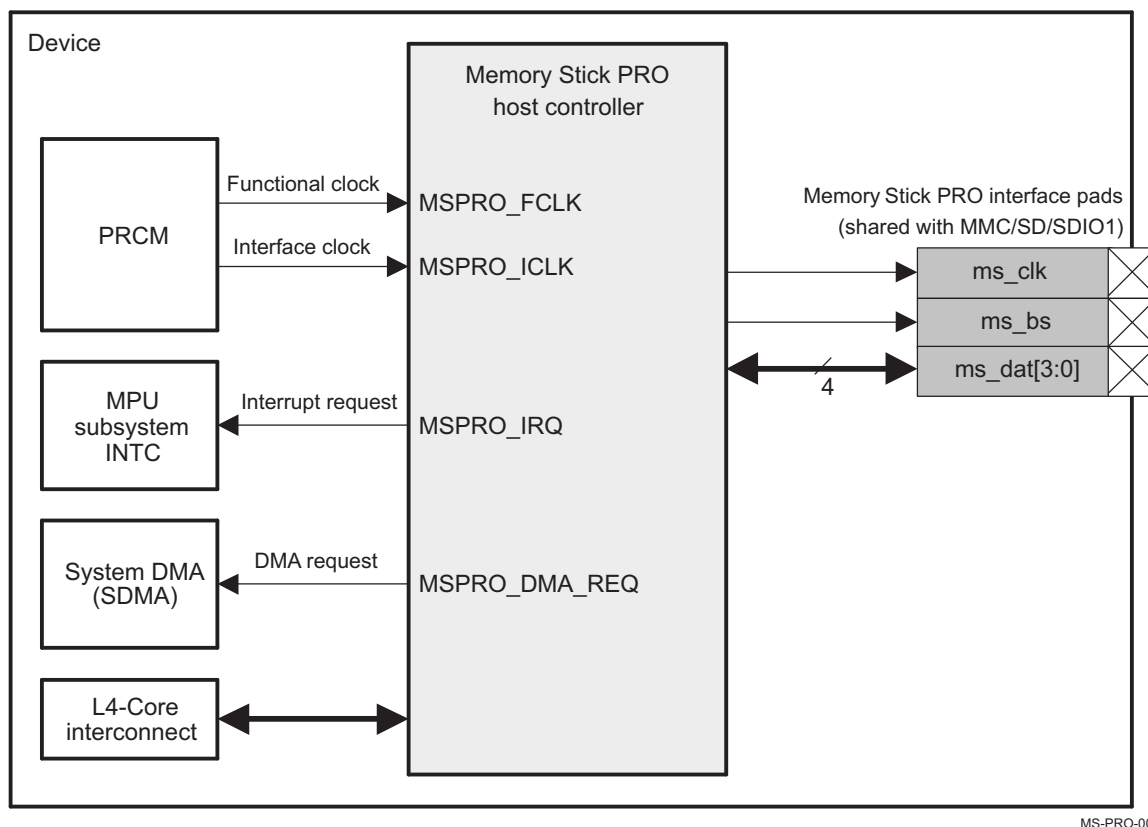 Device
Memory Stick PRO
host controller
PRCM
Functional clock
MSPRO_FCLK
Interface clock
MSPRO_ICLK
Memory Stick PRO interface pads
(shared with MMC/SD/SDIO1)
ms_clk
ms_bs
ms_dat[3:0]
4
MPU
subsystem
INTC
Interrupt request
MSPRO_IRQ
System DMA
(SDMA)
DMA request
MSPRO_DMA_REQ
L4-Core
interconnect